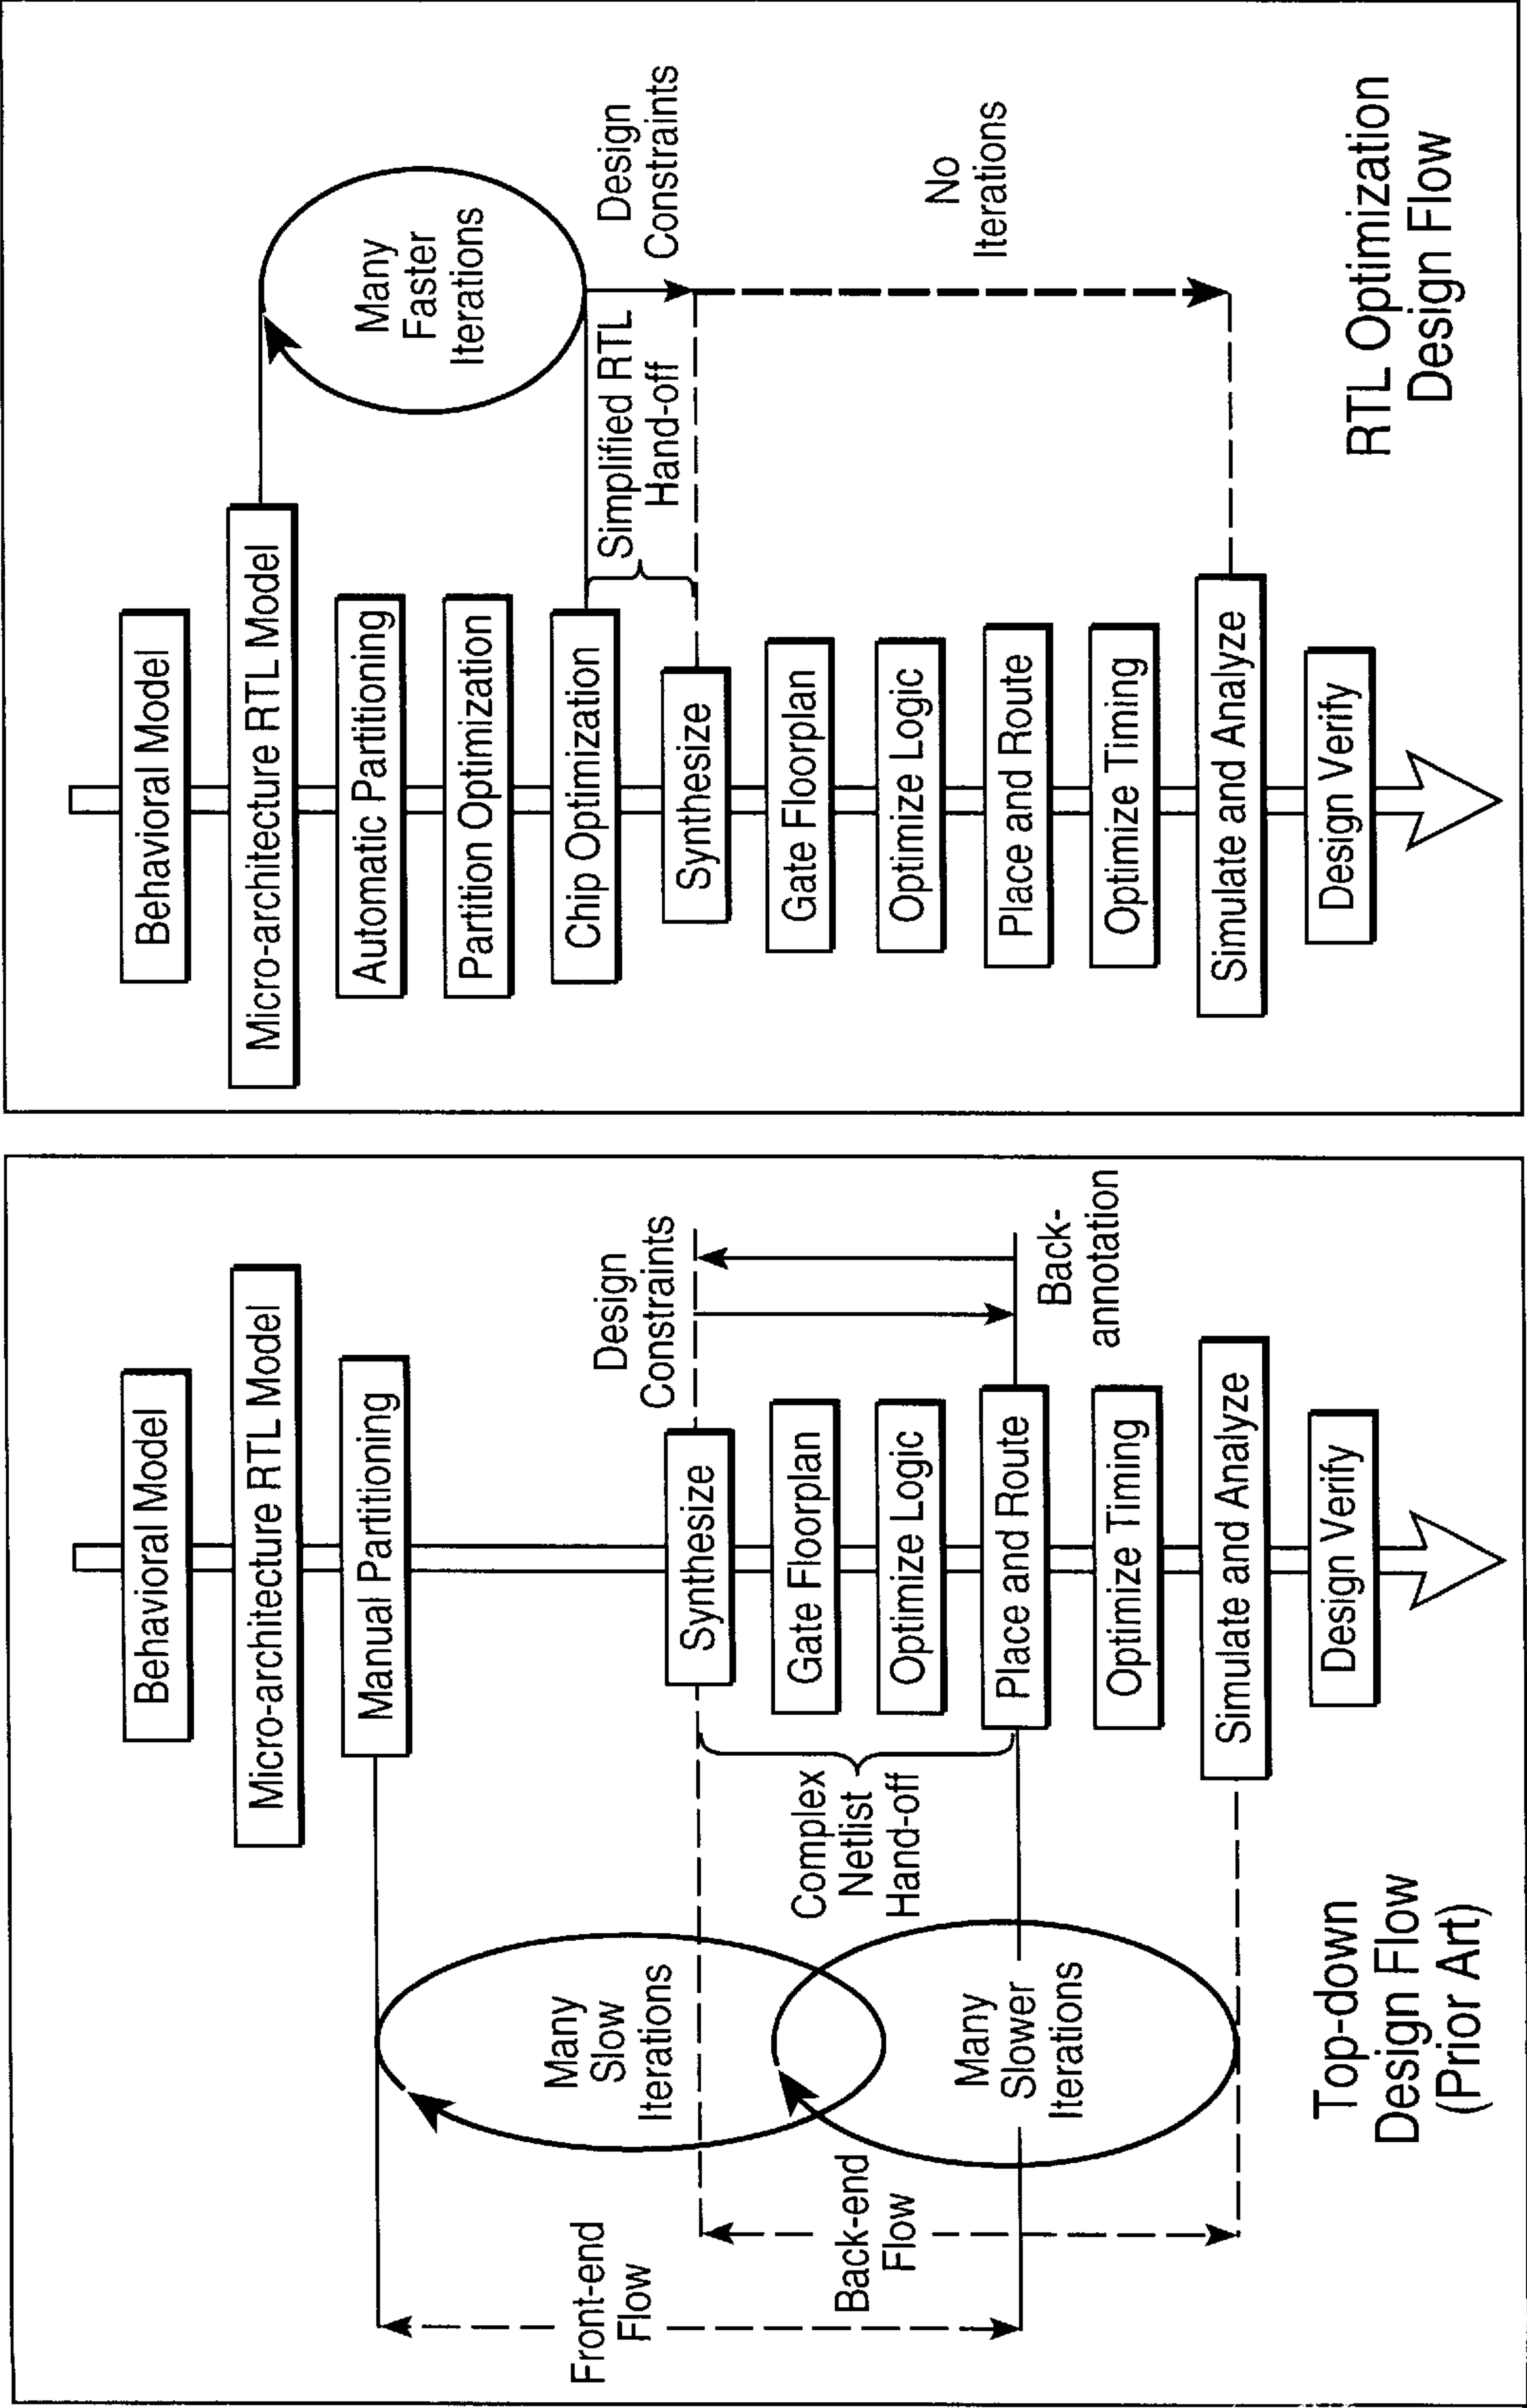 Behavioral Model
Micro-architecture RTL Model
Manual Partitioning
Synthesize
Gate Floorplan
Optimize Logic
Place and Route
Optimize Timing
Simulate and Analyze
Design Verify
Design
Constraints
Back-
annotation
Complex
Netlist
Hand-off
Many
Slow
Iterations
Many
Slower
Iterations
Front-end
Flow
Back-end
Flow
Top-down
Design Flow
(Prior Art)
Behavioral Model
Micro-architecture RTL Model
Automatic Partitioning
Partition Optimization
Chip Optimization
Synthesize
Gate Floorplan
Optimize Logic
Place and Route
Optimize Timing
Simulate and Analyze
Design Verify
Many
Faster
Iterations
Simplified RTL
Hand-off
Design
Constraints
No
Iterations
RTL Optimization
Design Flow